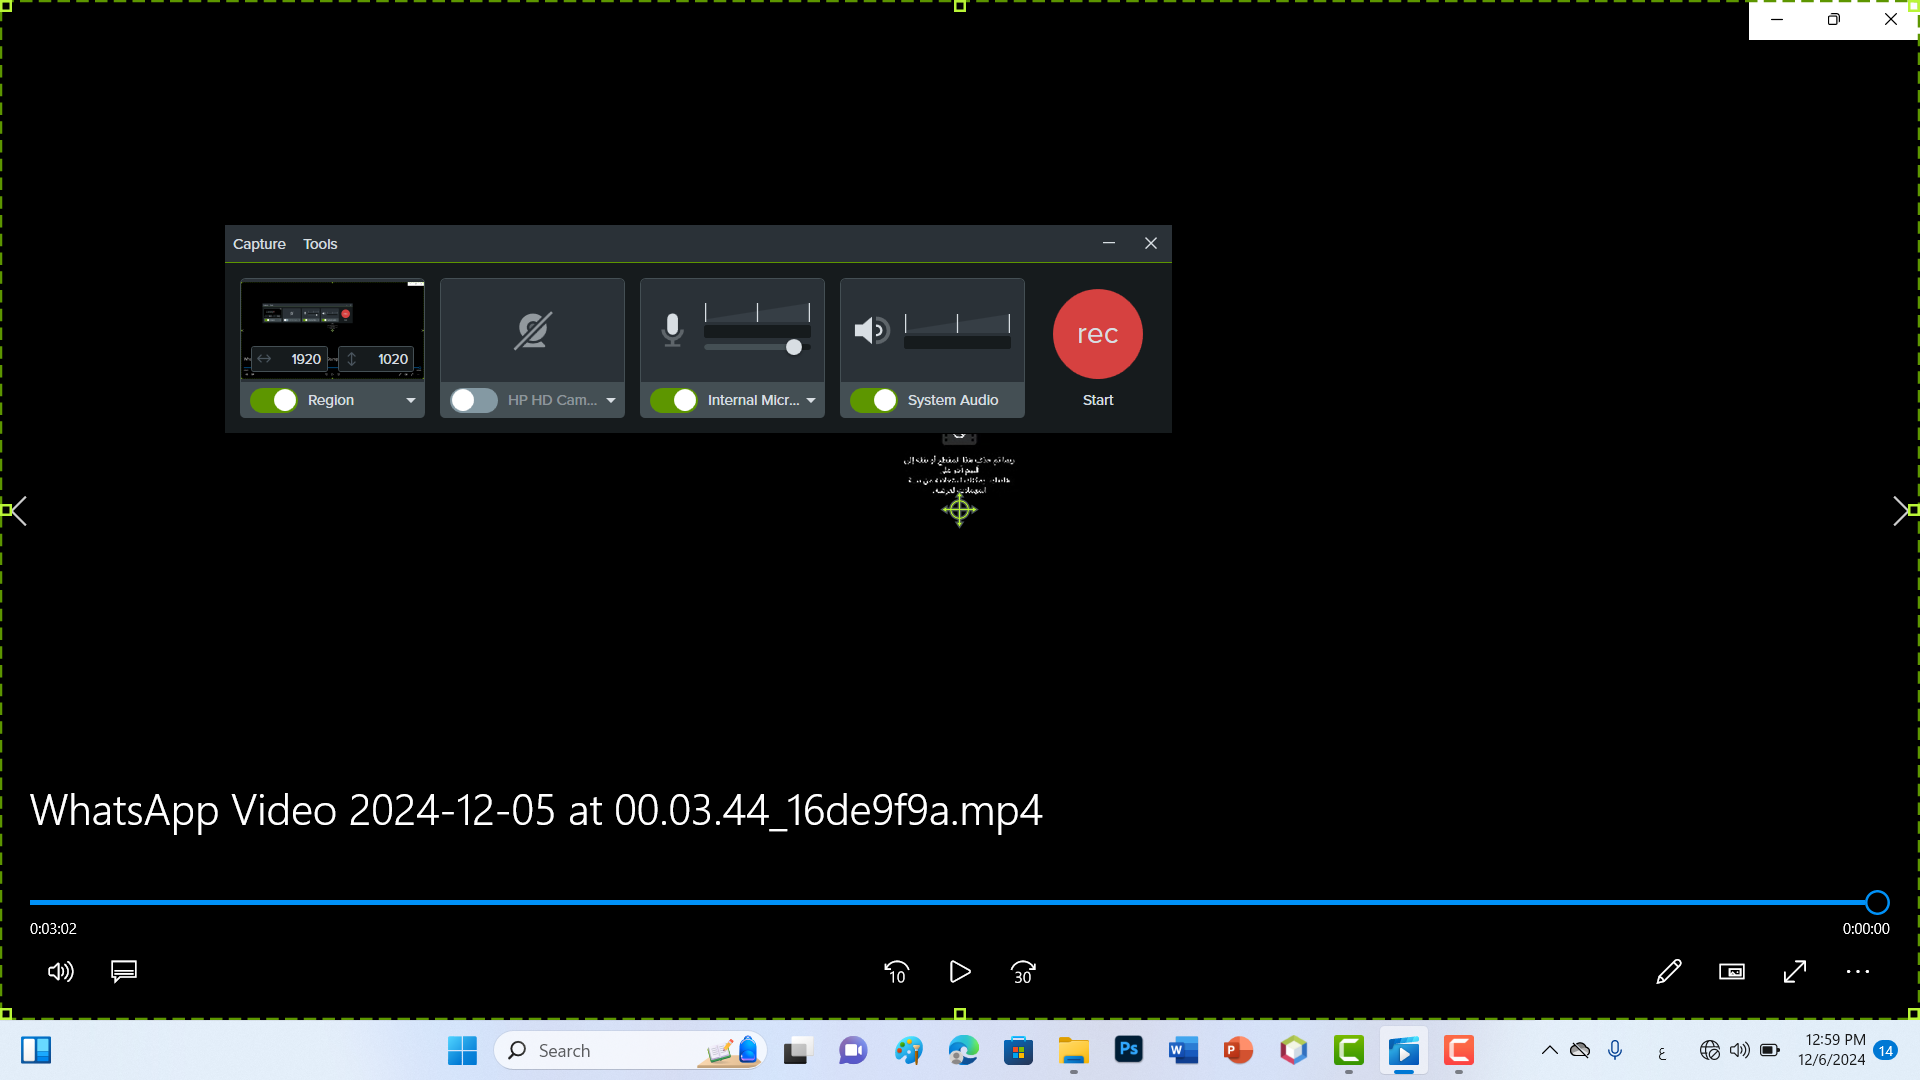 Capture Tools
1920
1020
rec
Region
HP HD Cam...
Internal Micr...
System Audio
Start
WhatsApp Video 2024-12-05 at 00.03.44_16de9f9a.mp4
0:03:02
0:00:00
10
30
Search
Ps
W
P
ع
12:59 PM
12/6/2024
14